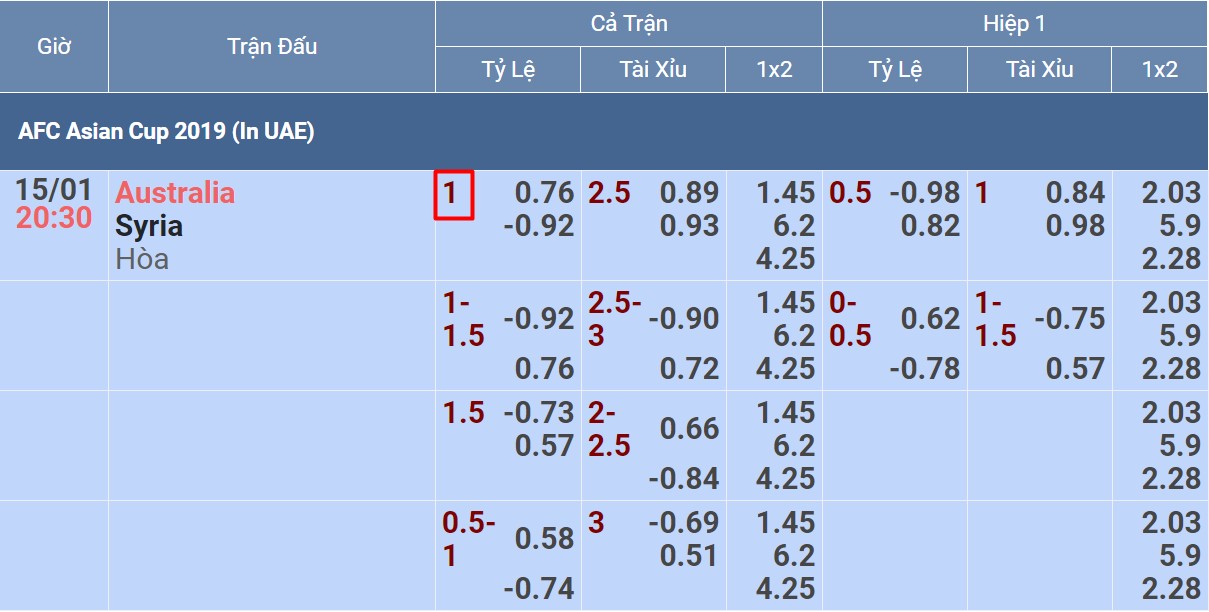 Giờ Trận Đấu Cả Trận Hiệp 1
Tỷ Lệ Tài Xỉu 1x2 Tỷ Lệ Tài Xỉu 1x2
AFC Asian Cup 2019 (In UAE)
15/01 Australia 1 0.76 2.5 0.89 1.45 0.5 -0.98 1 0.84 2.03
20:30 Syria -0.92 0.93 6.2 0.82 0.98 5.9
Hòa 4.25 2.28
1- -0.92 2.5- -0.90 1.45 0- 0.62 1- -0.75 2.03
1.5 3 6.2 0.5 1.5 5.9
0.76 0.72 4.25 -0.78 0.57 2.28
1.5 -0.73 2- 0.66 1.45 2.03
0.57 2.5 6.2 5.9
-0.84 4.25 2.28
0.5- 0.58 3 -0.69 1.45 2.03
1 0.51 6.2 5.9
-0.74 4.25 2.28